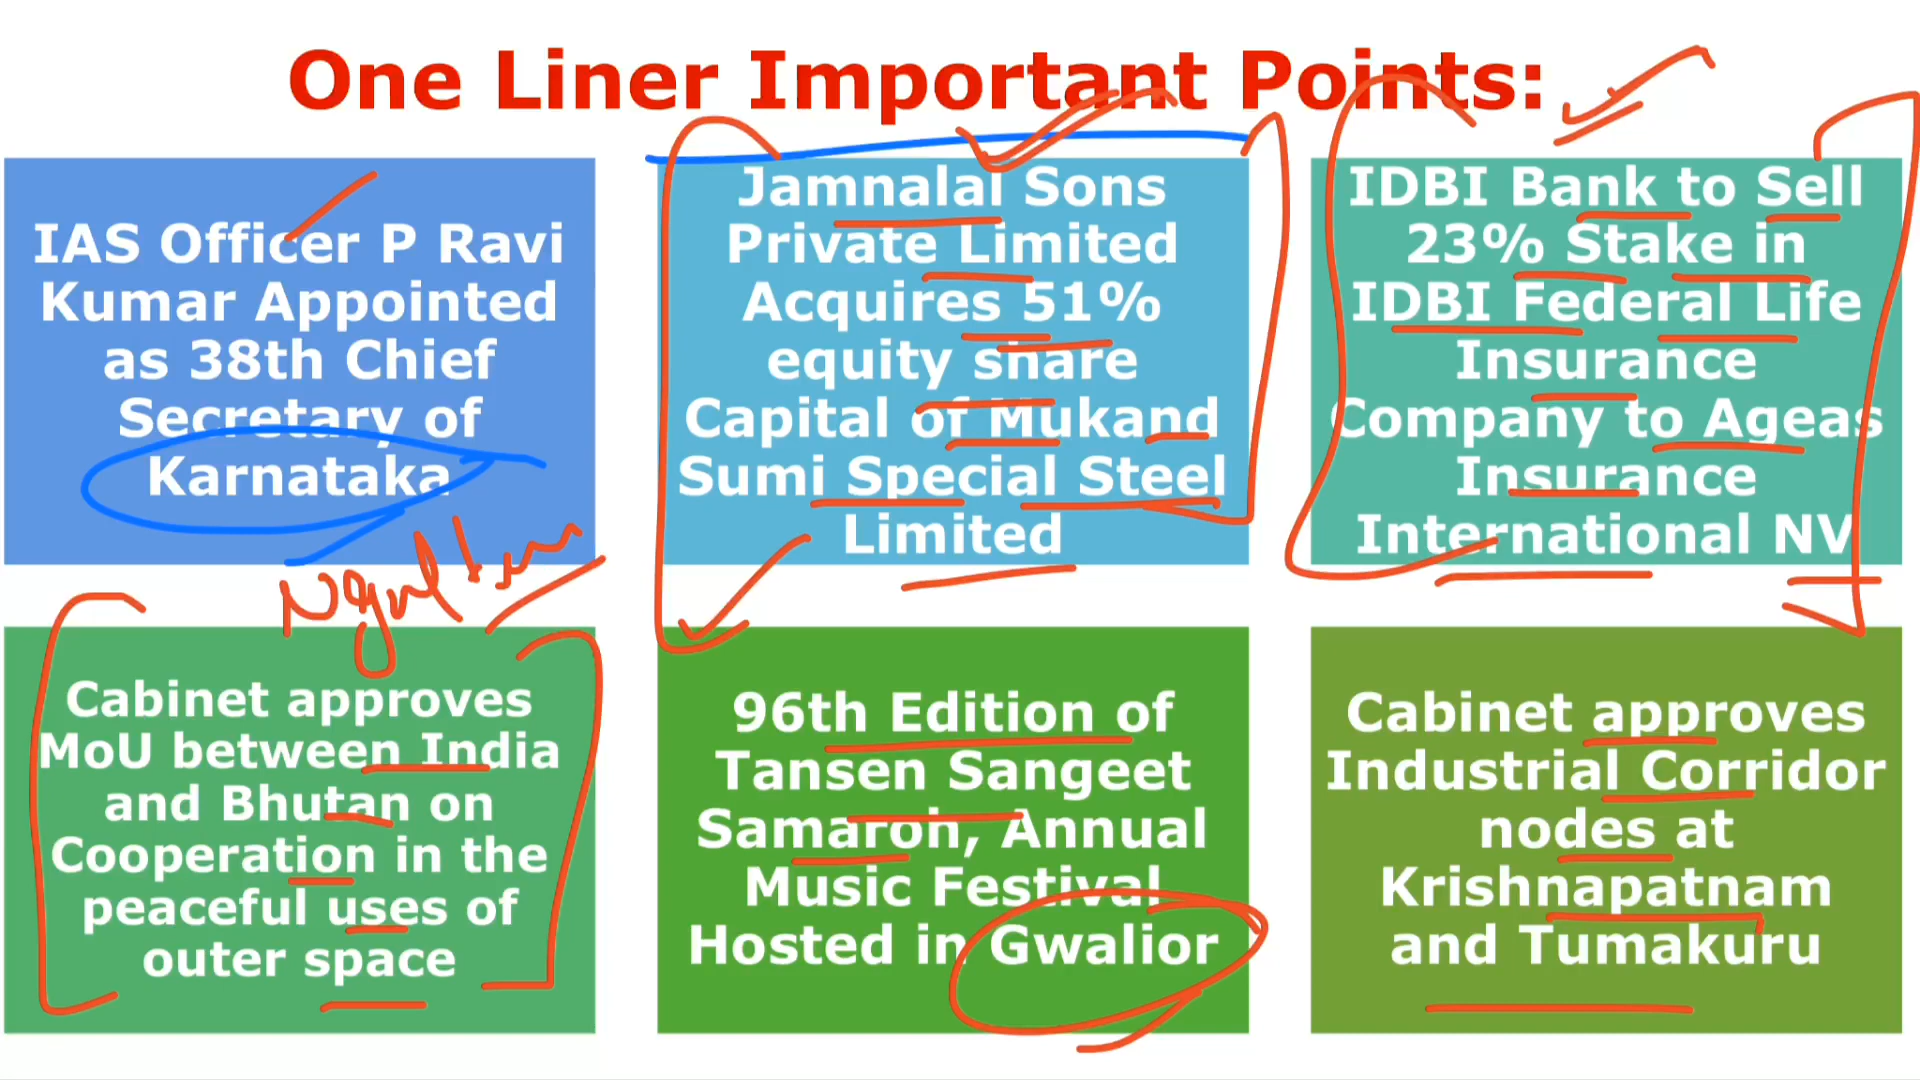 One Liner Important Points:
IAS Officer P Ravi
Kumar Appointed
as 38th Chief
Secretary of
Karnataka
Jamnalal Sons
Private Limited
Acquires 51%
equity share
Capital of Mukand
Sumi Special Steel
Limited
IDBI Bank to Sell
23% Stake in
IDBI Federal Life
Insurance
Company to Ageas
Insurance
International NV
Ngultrum
Cabinet approves
MoU between India
and Bhutan on
Cooperation in the
peaceful uses of
outer space
96th Edition of
Tansen Sangeet
Samaroh, Annual
Music Festival
Hosted in Gwalior
Cabinet approves
Industrial Corridor
nodes at
Krishnapatnam
and Tumakuru